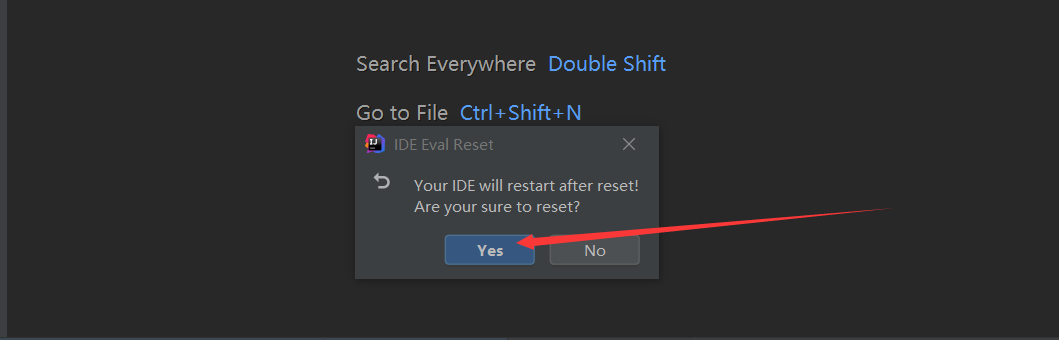 Search Everywhere Double Shift
Go to File Ctrl+Shift+N
IDE Eval Reset
Your IDE will restart after reset!
Are your sure to reset?
Yes No